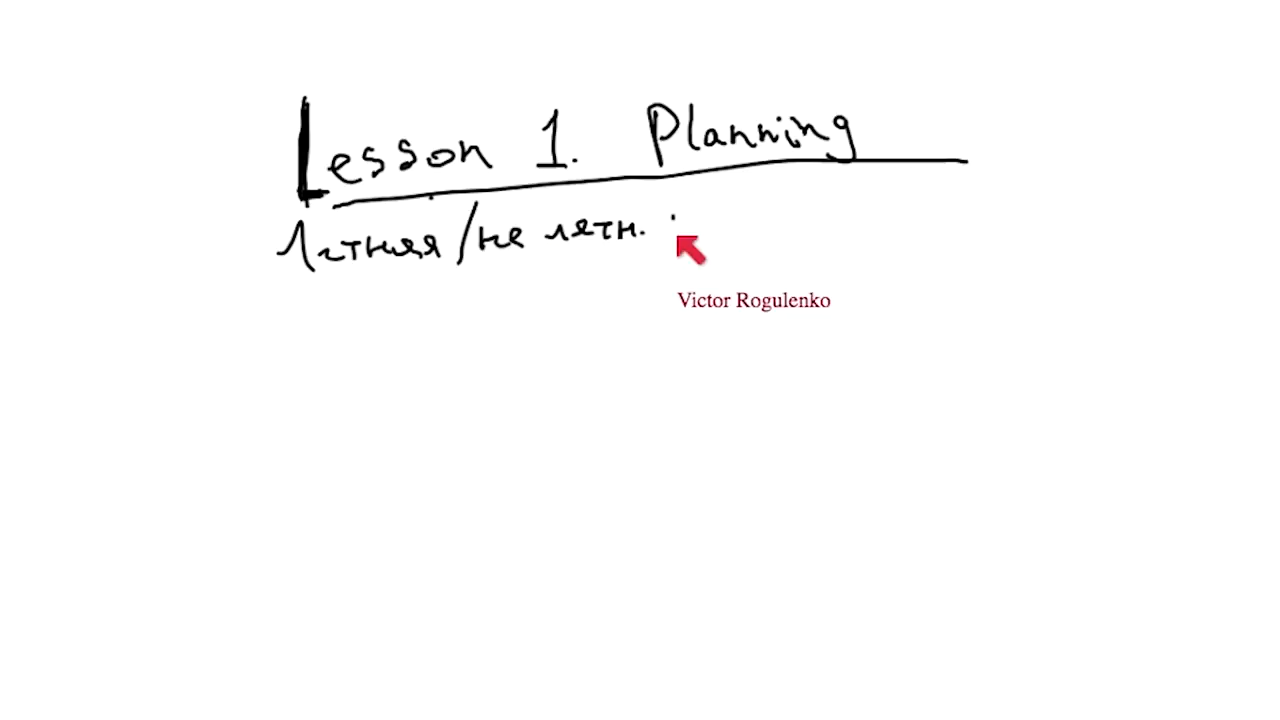 Lesson 1. Planning
Летняя / не летн.
Victor Rogulenko